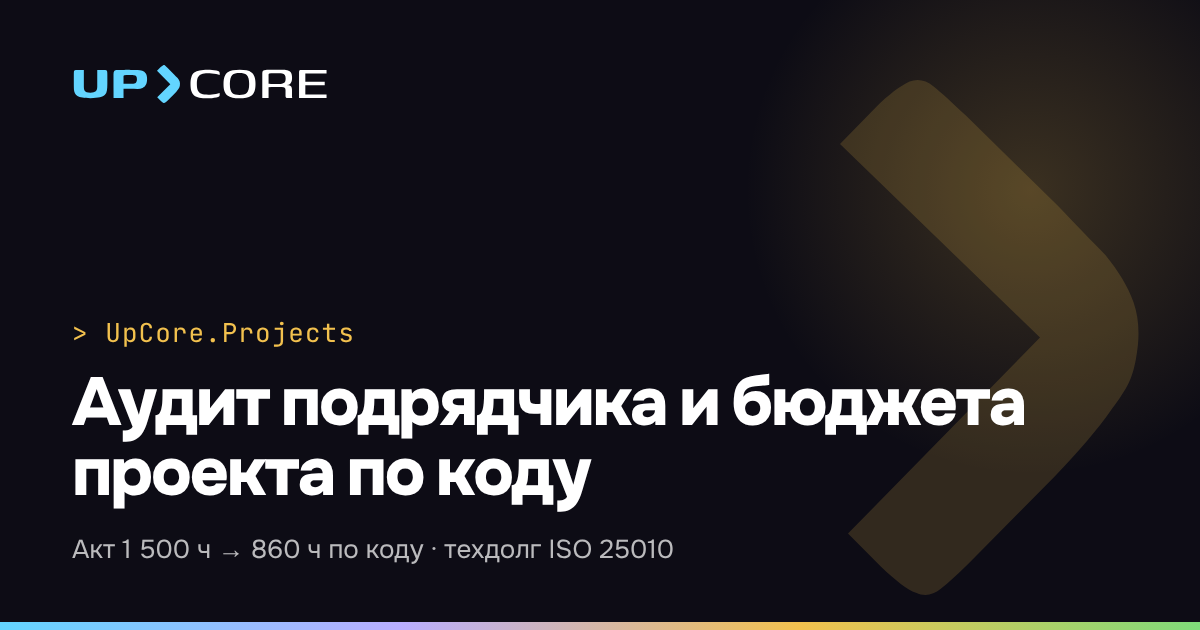 UP CORE
> UpCore.Projects
Аудит подрядчика и бюджета
проекта по коду
Акт 1 500 ч → 860 ч по коду · техдолг ISO 25010